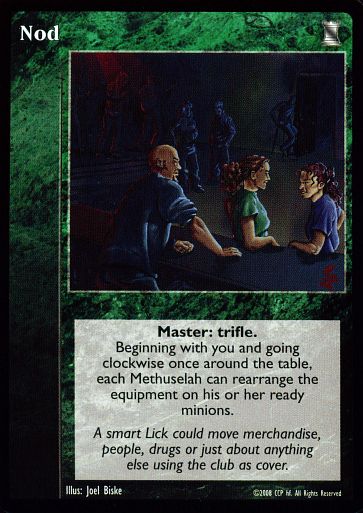 Nod
Master: trifle.
Beginning with you and going
clockwise once around the table,
each Methuselah can rearrange the
equipment on his or her ready
minions.
A smart Lick could move merchandise,
people, drugs or just about anything
else using the club as cover.
Illus: Joel Biske
©2008 CCP hf. All Rights Reserved